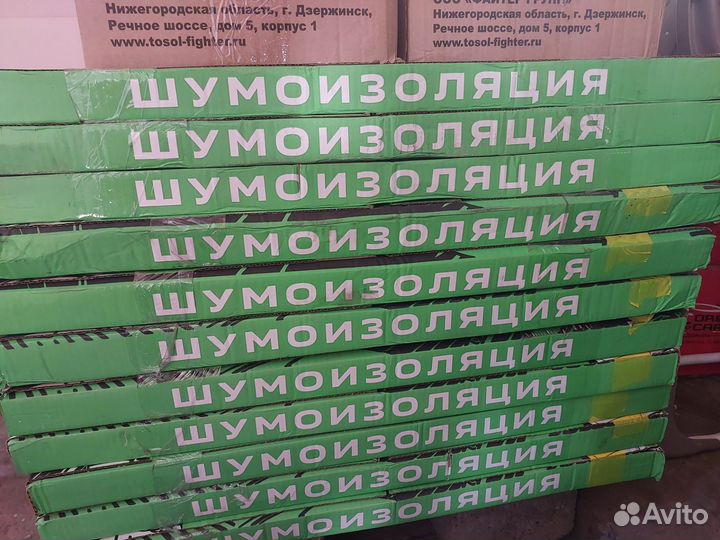 Нижегородская область, г. Дзержинск,
Речное шоссе, дом 5, корпус 1
www.tosol-fighter.ru
Нижегородская область, г. Дзержинск,
Речное шоссе, дом 5, корпус 1
www.tosol-fighter.ru
ШУМОИЗОЛЯЦИЯ
ШУМОИЗОЛЯЦИЯ
ШУМОИЗОЛЯЦИЯ
ШУМОИЗОЛЯЦИЯ
ШУМОИЗОЛЯЦИЯ
ШУМОИЗОЛЯЦИЯ
ШУМОИЗОЛЯЦИЯ
ШУМОИЗОЛЯЦИЯ
ШУМОИЗОЛЯЦИЯ
ШУМОИЗОЛЯЦИЯ
ШУМОИЗОЛЯЦИЯ
Avito